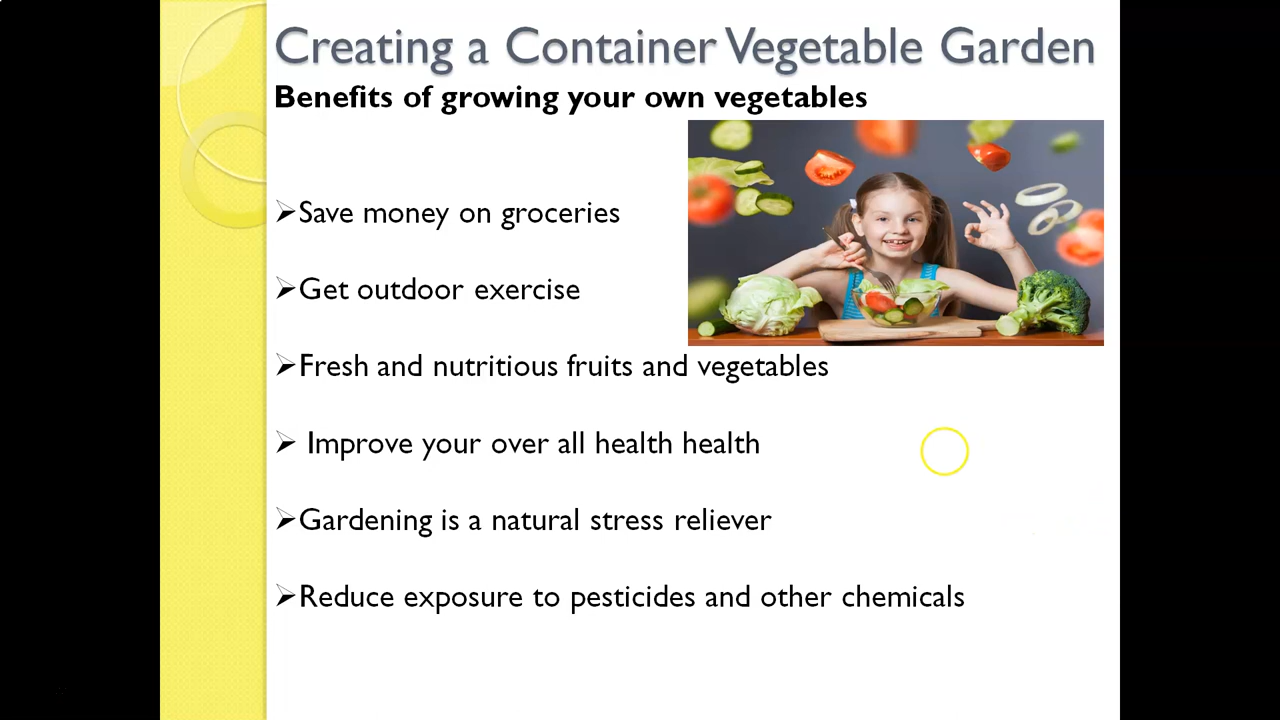 Creating a Container Vegetable Garden
Benefits of growing your own vegetables
➢Save money on groceries
➢Get outdoor exercise
➢Fresh and nutritious fruits and vegetables
➢ Improve your over all health health
➢Gardening is a natural stress reliever
➢Reduce exposure to pesticides and other chemicals